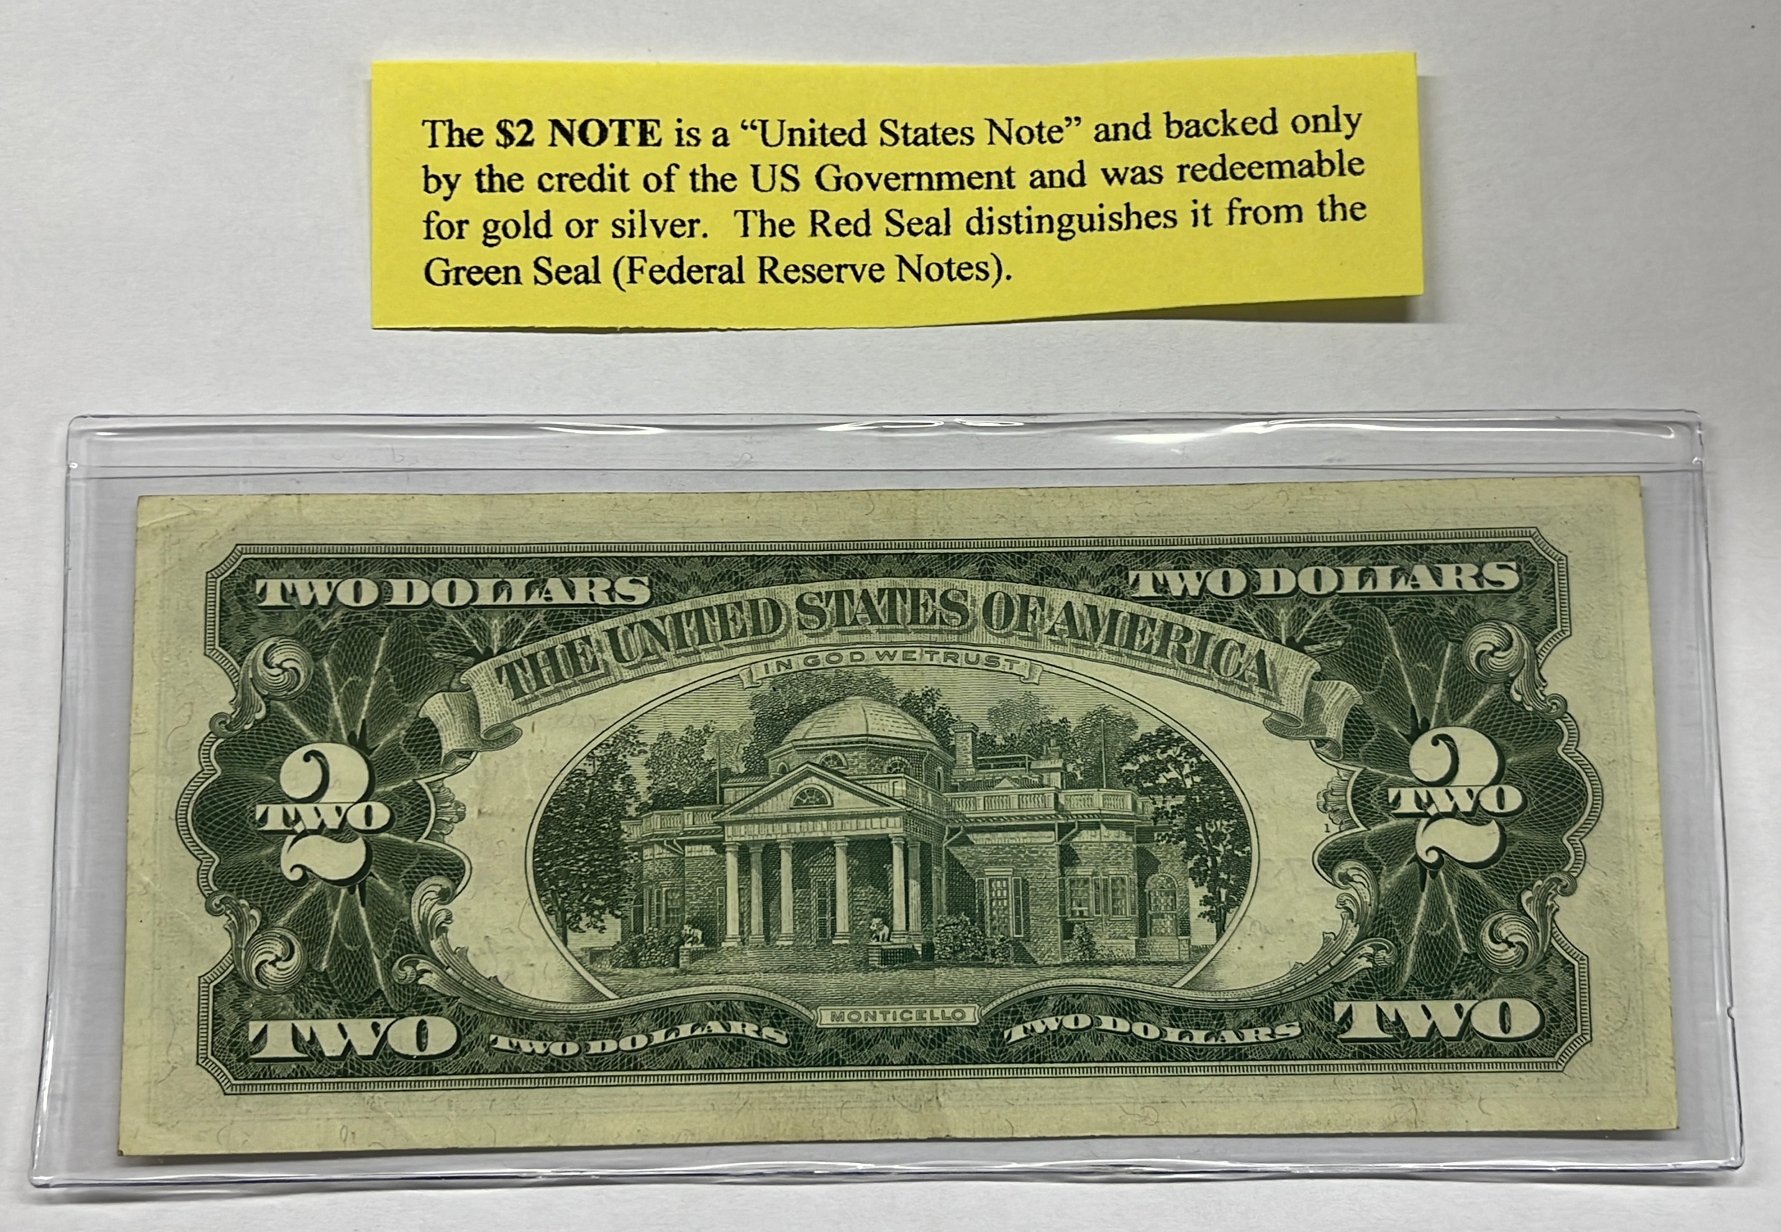 The $2 NOTE is a “United States Note” and backed only
by the credit of the US Government and was redeemable
for gold or silver. The Red Seal distinguishes it from the
Green Seal (Federal Reserve Notes).
TWO DOLLARS
TWO DOLLARS
THE UNITED STATES OF AMERICA
IN GOD WE TRUST
2
TWO
2
TWO
1
MONTICELLO
TWO
TWO DOLLARS
TWO DOLLARS
TWO